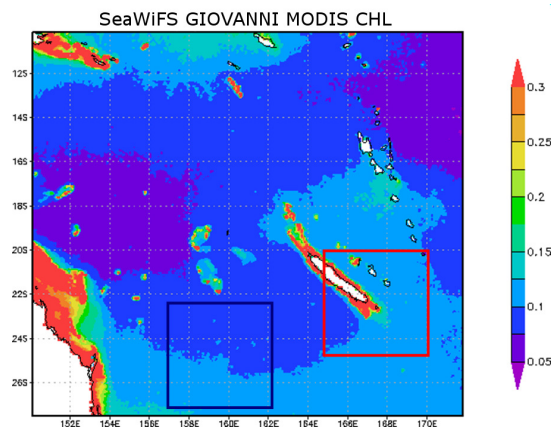 SeaWiFS GIOVANNI MODIS CHL
12S
14S
16S
18S
20S
22S
24S
26S
152E 154E 156E 158E 160E 162E 164E 166E 168E 170E
0.3
0.25
0.2
0.15
0.1
0.05